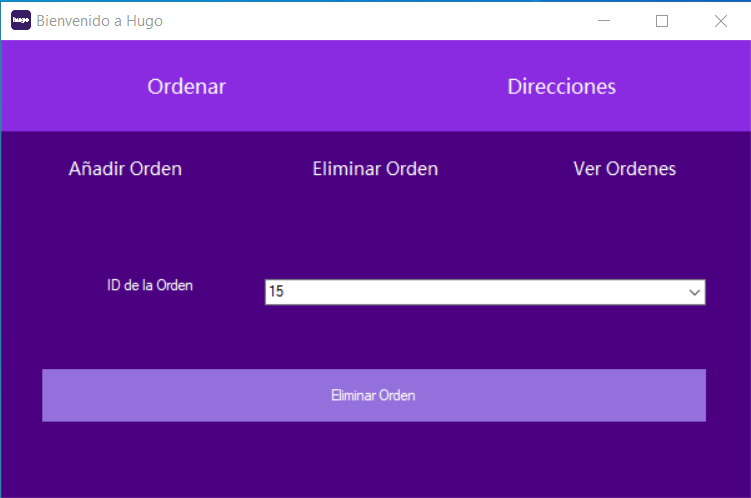 hugo Bienvenido a Hugo
Ordenar Direcciones
Añadir Orden Eliminar Orden Ver Ordenes
ID de la Orden 15
Eliminar Orden